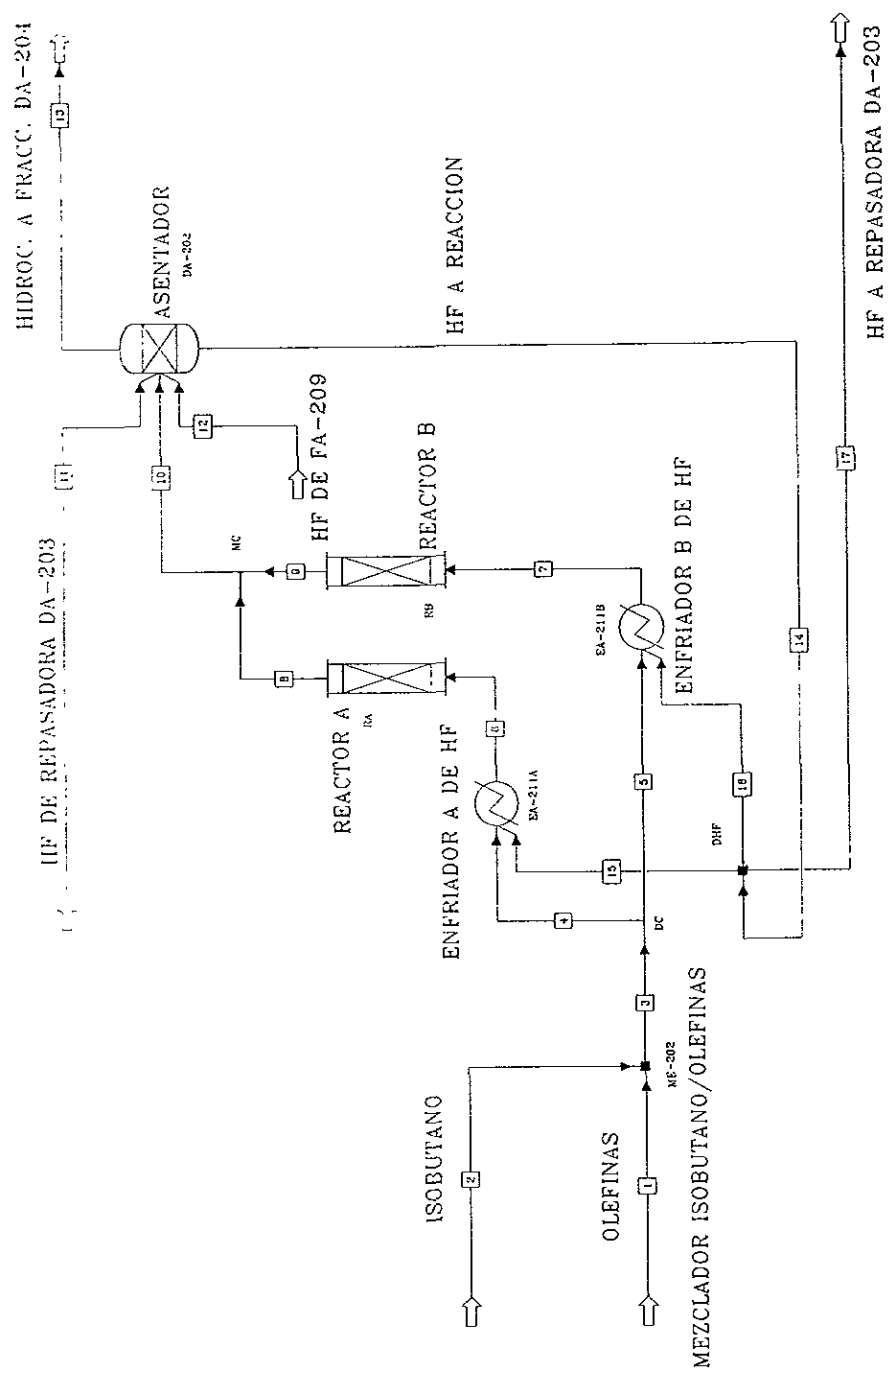 HIDROC. A FRACC. DA-204
13
ASENTADOR
DA-202
HF A REACCION
HF A REPASADORA DA-203
17
11
10
12
HF DE FA-209
HF DE REPASADORA DA-203
MC
9
REACTOR B
RB
7
EA-211B
ENFRIADOR B DE HF
14
8
REACTOR A
RA
6
ENFRIADOR A DE HF
EA-211A
5
16
DHF
15
4
DC
3
ME-202
MEZCLADOR ISOBUTANO/OLEFINAS
ISOBUTANO
2
OLEFINAS
1